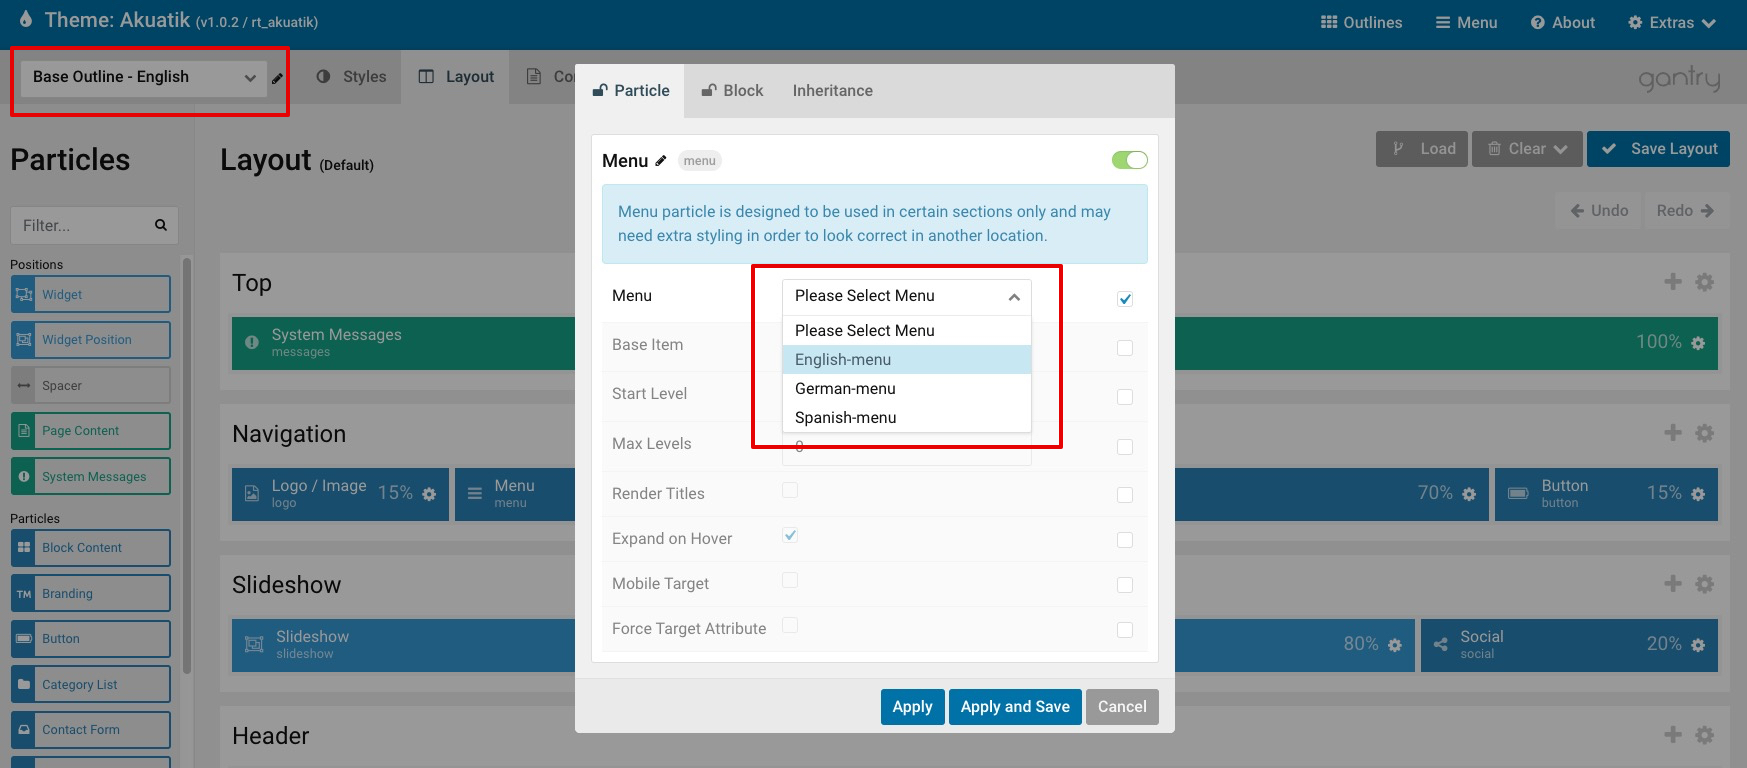 Theme: Akuatik (v1.0.2 / rt_akuatik)
Outlines
Menu
About
Extras
Base Outline - English
Styles
Layout
Co
gantry
Particles
Filter...
Positions
Widget
Widget Position
Spacer
Page Content
System Messages
Particles
Block Content
TM Branding
Button
Category List
Contact Form
Layout (Default)
Load
Clear
Save Layout
Undo
Redo
Top
System Messages
messages
100%
Navigation
Logo / Image
logo
15%
Menu
menu
70%
Button
button
15%
Slideshow
Slideshow
slideshow
80%
Social
social
20%
Header
Particle
Block
Inheritance
Menu menu
Menu particle is designed to be used in certain sections only and may
need extra styling in order to look correct in another location.
Menu
Please Select Menu
Please Select Menu
English-menu
German-menu
Spanish-menu
Base Item
Start Level
Max Levels
Render Titles
Expand on Hover
Mobile Target
Force Target Attribute
Apply
Apply and Save
Cancel